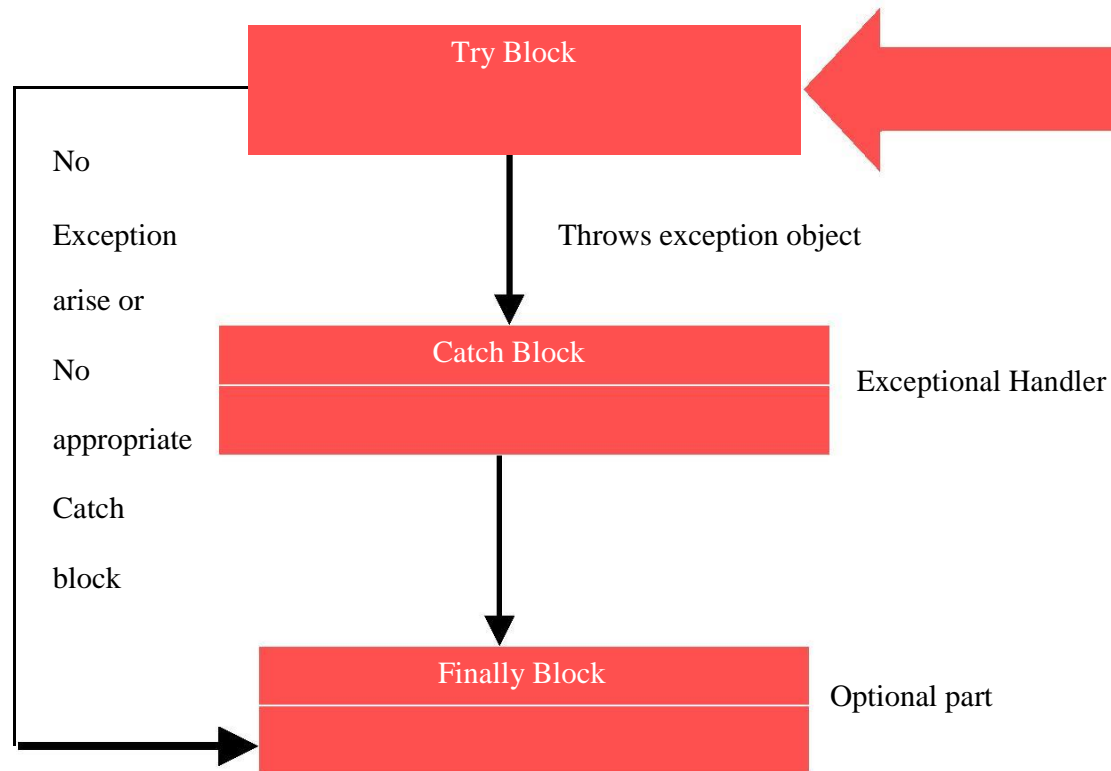 Try Block
No
Exception
arise or
No
appropriate
Catch
block
Throws exception object
Catch Block
Exceptional Handler
Finally Block
Optional part